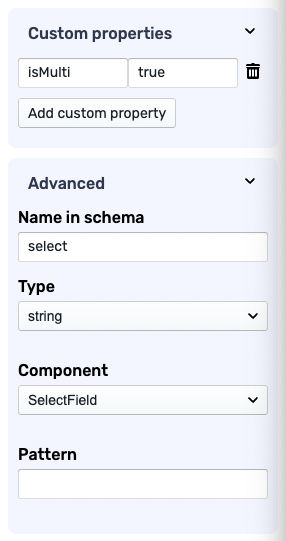 Custom properties
isMulti true
Add custom property
Advanced
Name in schema
select
Type
string
Component
SelectField
Pattern